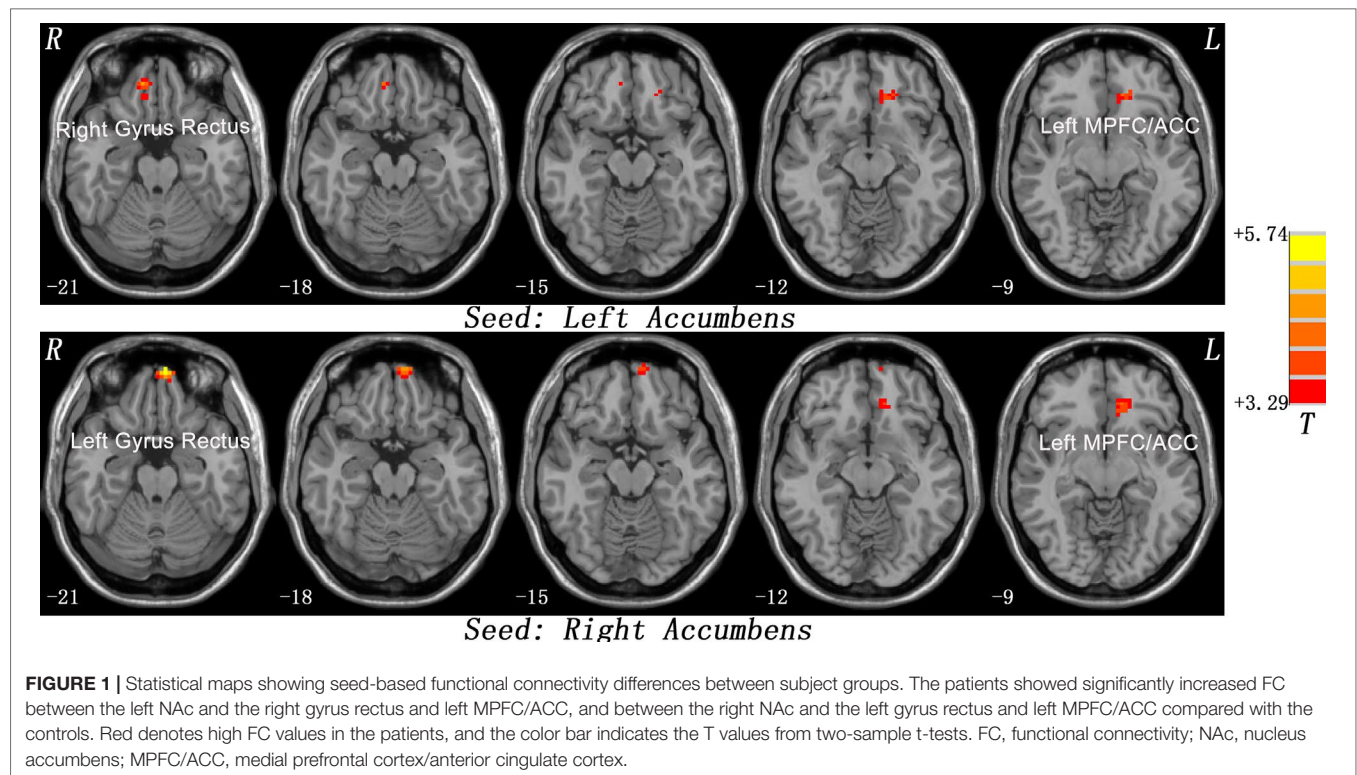 R
L
Right Gyrus Rectus
Left MPFC/ACC
-21
-18
-15
-12
-9
Seed: Left Accumbens
+5.74
+3.29
T
R
L
Left Gyrus Rectus
Left MPFC/ACC
-21
-18
-15
-12
-9
Seed: Right Accumbens
FIGURE 1 | Statistical maps showing seed-based functional connectivity differences between subject groups. The patients showed significantly increased FC
between the left NAc and the right gyrus rectus and left MPFC/ACC, and between the right NAc and the left gyrus rectus and left MPFC/ACC compared with the
controls. Red denotes high FC values in the patients, and the color bar indicates the T values from two-sample t-tests. FC, functional connectivity; NAc, nucleus
accumbens; MPFC/ACC, medial prefrontal cortex/anterior cingulate cortex.